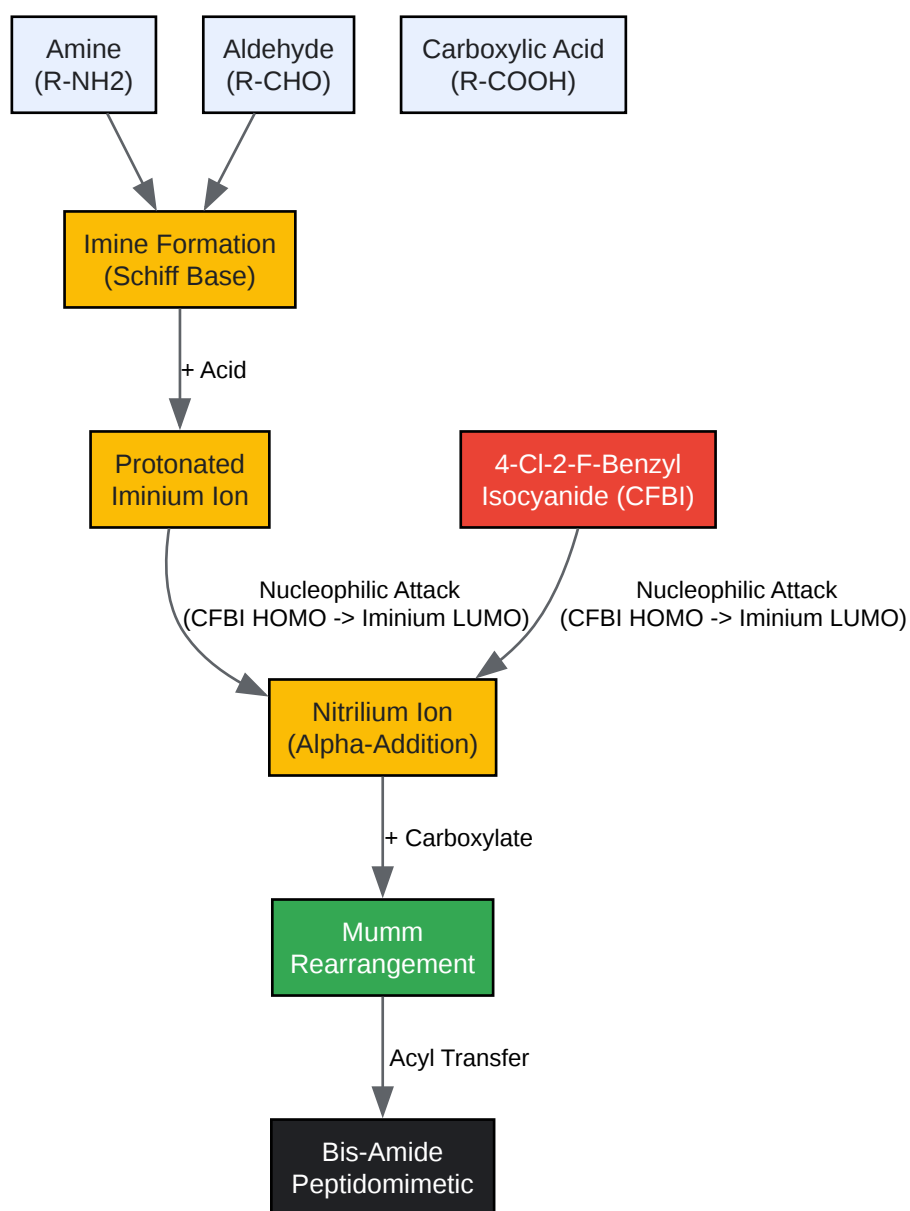 Amine
(R-NH2)
Aldehyde
(R-CHO)
Carboxylic Acid
(R-COOH)
Imine Formation
(Schiff Base)
+ Acid
Protonated
Iminium Ion
4-Cl-2-F-Benzyl
Isocyanide (CFBI)
Nucleophilic Attack
(CFBI HOMO -> Iminium LUMO)
Nucleophilic Attack
(CFBI HOMO -> Iminium LUMO)
Nitrilium Ion
(Alpha-Addition)
+ Carboxylate
Mumm
Rearrangement
Acyl Transfer
Bis-Amide
Peptidomimetic